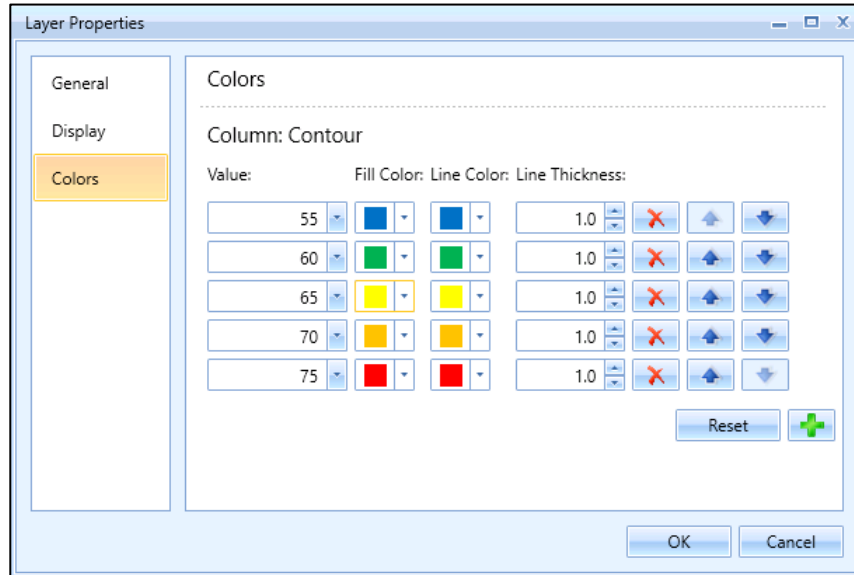 Layer Properties
General
Display
Colors
Colors
Column: Contour
Value: Fill Color: Line Color: Line Thickness:
55 1.0
60 1.0
65 1.0
70 1.0
75 1.0
Reset
OK Cancel